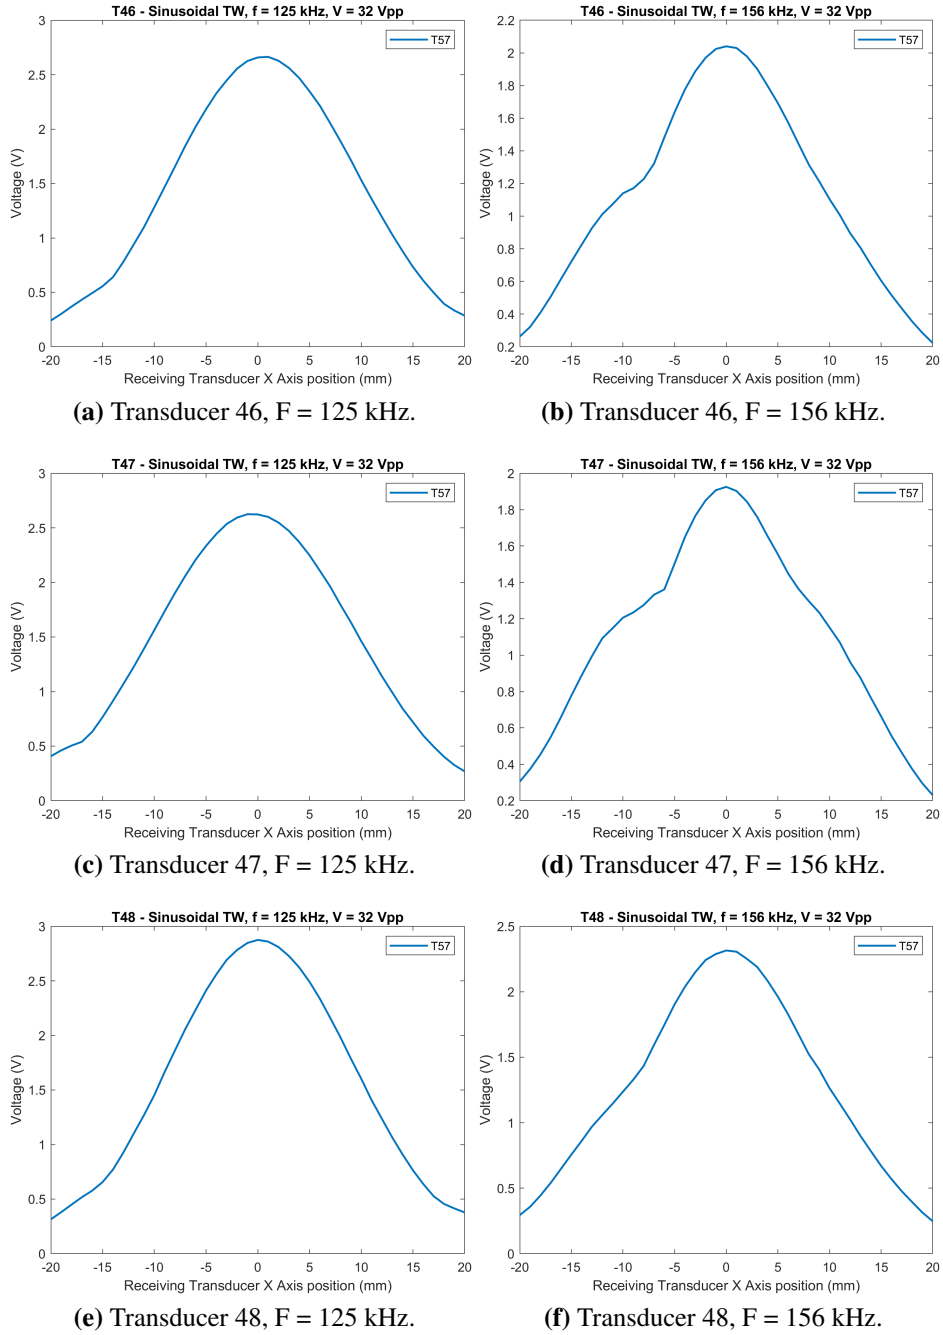 T46 - Sinusoidal TW, f = 125 kHz, V = 32 Vpp
3
2.5
2
1.5
1
0.5
0
Voltage (V)
T57
-20 -15 -10 -5 0 5 10 15 20
Receiving Transducer X Axis position (mm)
(a) Transducer 46, F = 125 kHz.
T46 - Sinusoidal TW, f = 156 kHz, V = 32 Vpp
2.2
2
1.8
1.6
1.4
1.2
1
0.8
0.6
0.4
0.2
Voltage (V)
T57
-20 -15 -10 -5 0 5 10 15 20
Receiving Transducer X Axis position (mm)
(b) Transducer 46, F = 156 kHz.
T47 - Sinusoidal TW, f = 125 kHz, V = 32 Vpp
3
2.5
2
1.5
1
0.5
0
Voltage (V)
T57
-20 -15 -10 -5 0 5 10 15 20
Receiving Transducer X Axis position (mm)
(c) Transducer 47, F = 125 kHz.
T47 - Sinusoidal TW, f = 156 kHz, V = 32 Vpp
2
1.8
1.6
1.4
1.2
1
0.8
0.6
0.4
0.2
Voltage (V)
T57
-20 -15 -10 -5 0 5 10 15 20
Receiving Transducer X Axis position (mm)
(d) Transducer 47, F = 156 kHz.
T48 - Sinusoidal TW, f = 125 kHz, V = 32 Vpp
3
2.5
2
1.5
1
0.5
0
Voltage (V)
T57
-20 -15 -10 -5 0 5 10 15 20
Receiving Transducer X Axis position (mm)
(e) Transducer 48, F = 125 kHz.
T48 - Sinusoidal TW, f = 156 kHz, V = 32 Vpp
2.5
2
1.5
1
0.5
0
Voltage (V)
T57
-20 -15 -10 -5 0 5 10 15 20
Receiving Transducer X Axis position (mm)
(f) Transducer 48, F = 156 kHz.